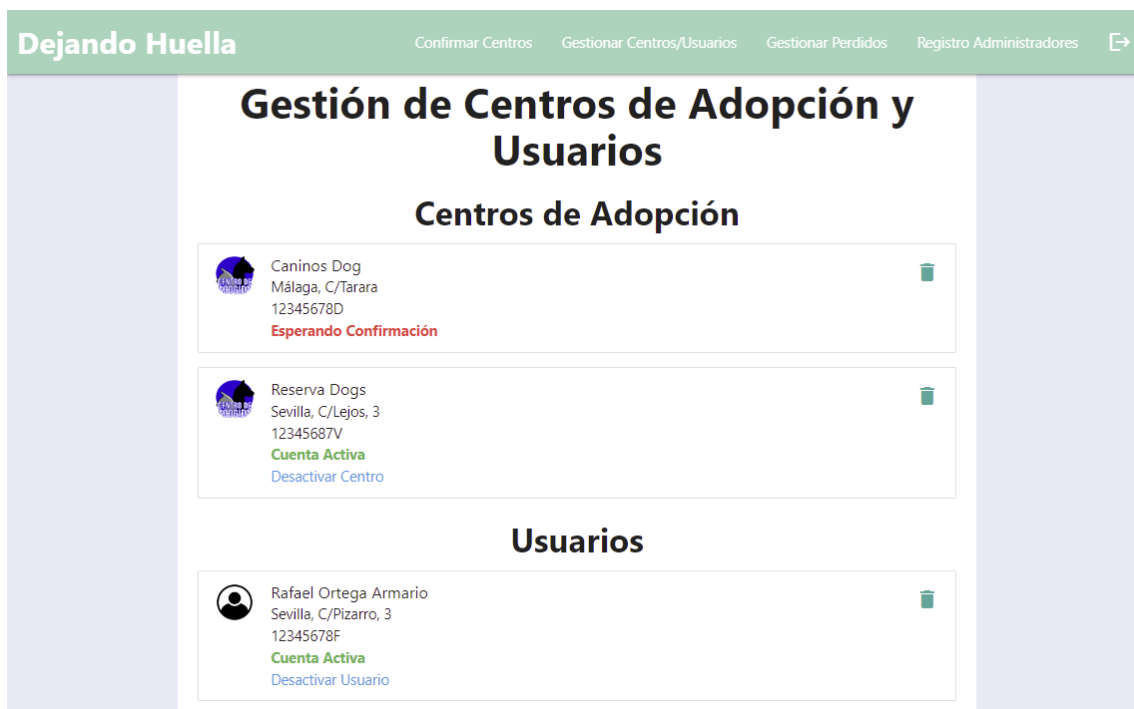 Dejando Huella
Confirmar Centros
Gestionar Centros/Usuarios
Gestionar Perdidos
Registro Administradores
Gestión de Centros de Adopción y
Usuarios
Centros de Adopción
Caninos Dog
Málaga, C/Tarara
12345678D
Esperando Confirmación
Reserva Dogs
Sevilla, C/Lejos, 3
12345687V
Cuenta Activa
Desactivar Centro
Usuarios
Rafael Ortega Armario
Sevilla, C/Pizarro, 3
12345678F
Cuenta Activa
Desactivar Usuario